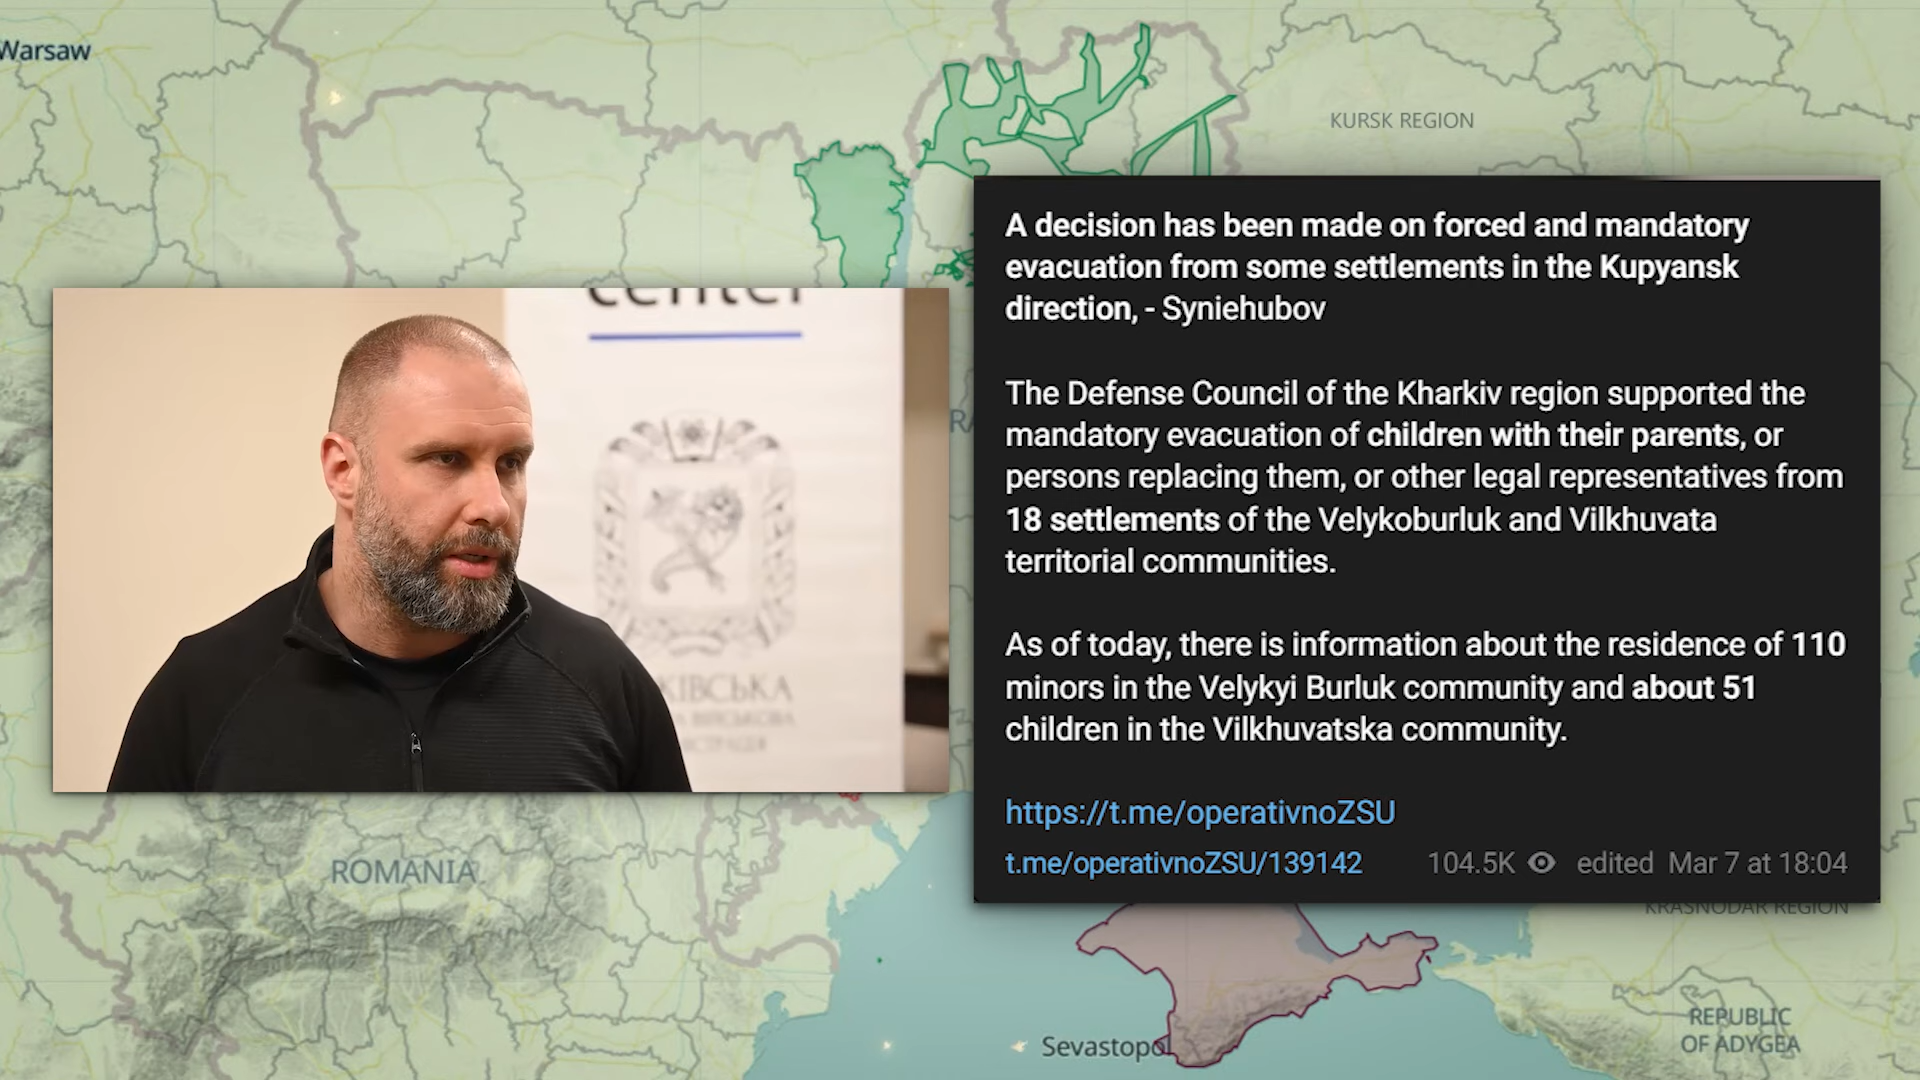 Warsaw
KURSK REGION
A decision has been made on forced and mandatory
evacuation from some settlements in the Kupyansk
direction, - Syniehubov
The Defense Council of the Kharkiv region supported the
mandatory evacuation of children with their parents, or
persons replacing them, or other legal representatives from
18 settlements of the Velykoburluk and Vilkhuvata
territorial communities.
As of today, there is information about the residence of 110
minors in the Velykyi Burluk community and about 51
children in the Vilkhuvatska community.
https://t.me/operativnoZSU
t.me/operativnoZSU/139142 104.5K edited Mar 7 at 18:04
center
КІВСЬКА
ROMANIA
KRASNODAR REGION
Sevastopol
REPUBLIC
OF ADYGEA